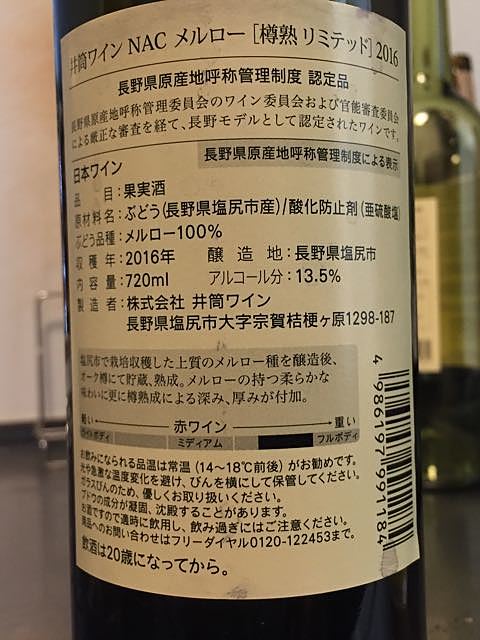 井筒ワイン NAC メルロー [樽熟リミテッド] 2016
長野県原産地呼称管理制度 認定品
長野県原産地呼称管理委員会のワイン委員会および官能審査委員会
による厳正な審査を経て、長野モデルとして認定されたワインです。
長野県原産地呼称管理制度による表示
日本ワイン
品目:果実酒
原材料名:ぶどう(長野県塩尻市産)/酸化防止剤(亜硫酸塩)
ぶどう品種:メルロー100%
収穫年:2016年 醸造地:長野県塩尻市
内容量:720ml アルコール分:13.5%
製造者:株式会社 井筒ワイン
長野県塩尻市大字宗賀桔梗ヶ原1298-187
塩尻市で栽培収穫した上質のメルロー種を醸造後、
オーク樽にて貯蔵、熟成。メルローの持つ柔らかな
味わいに更に樽熟成による深み、厚みが付加。
軽い 赤ワイン 重い
ライトボディ ミディアム フルボディ
お飲みになられる品温は常温(14〜18℃前後)がお勧めです。
光や急激な温度変化を避け、びんを横にして保管してください。
ガラスびんのため、優しくお取り扱いください。
ブドウの成分が凝固、沈殿することがあります。
お酒ですので適時に飲用し、飲み過ぎにはご注意ください。
商品へのお問い合わせはフリーダイヤル0120-122453まで。
飲酒は20歳になってから。
4986197991184